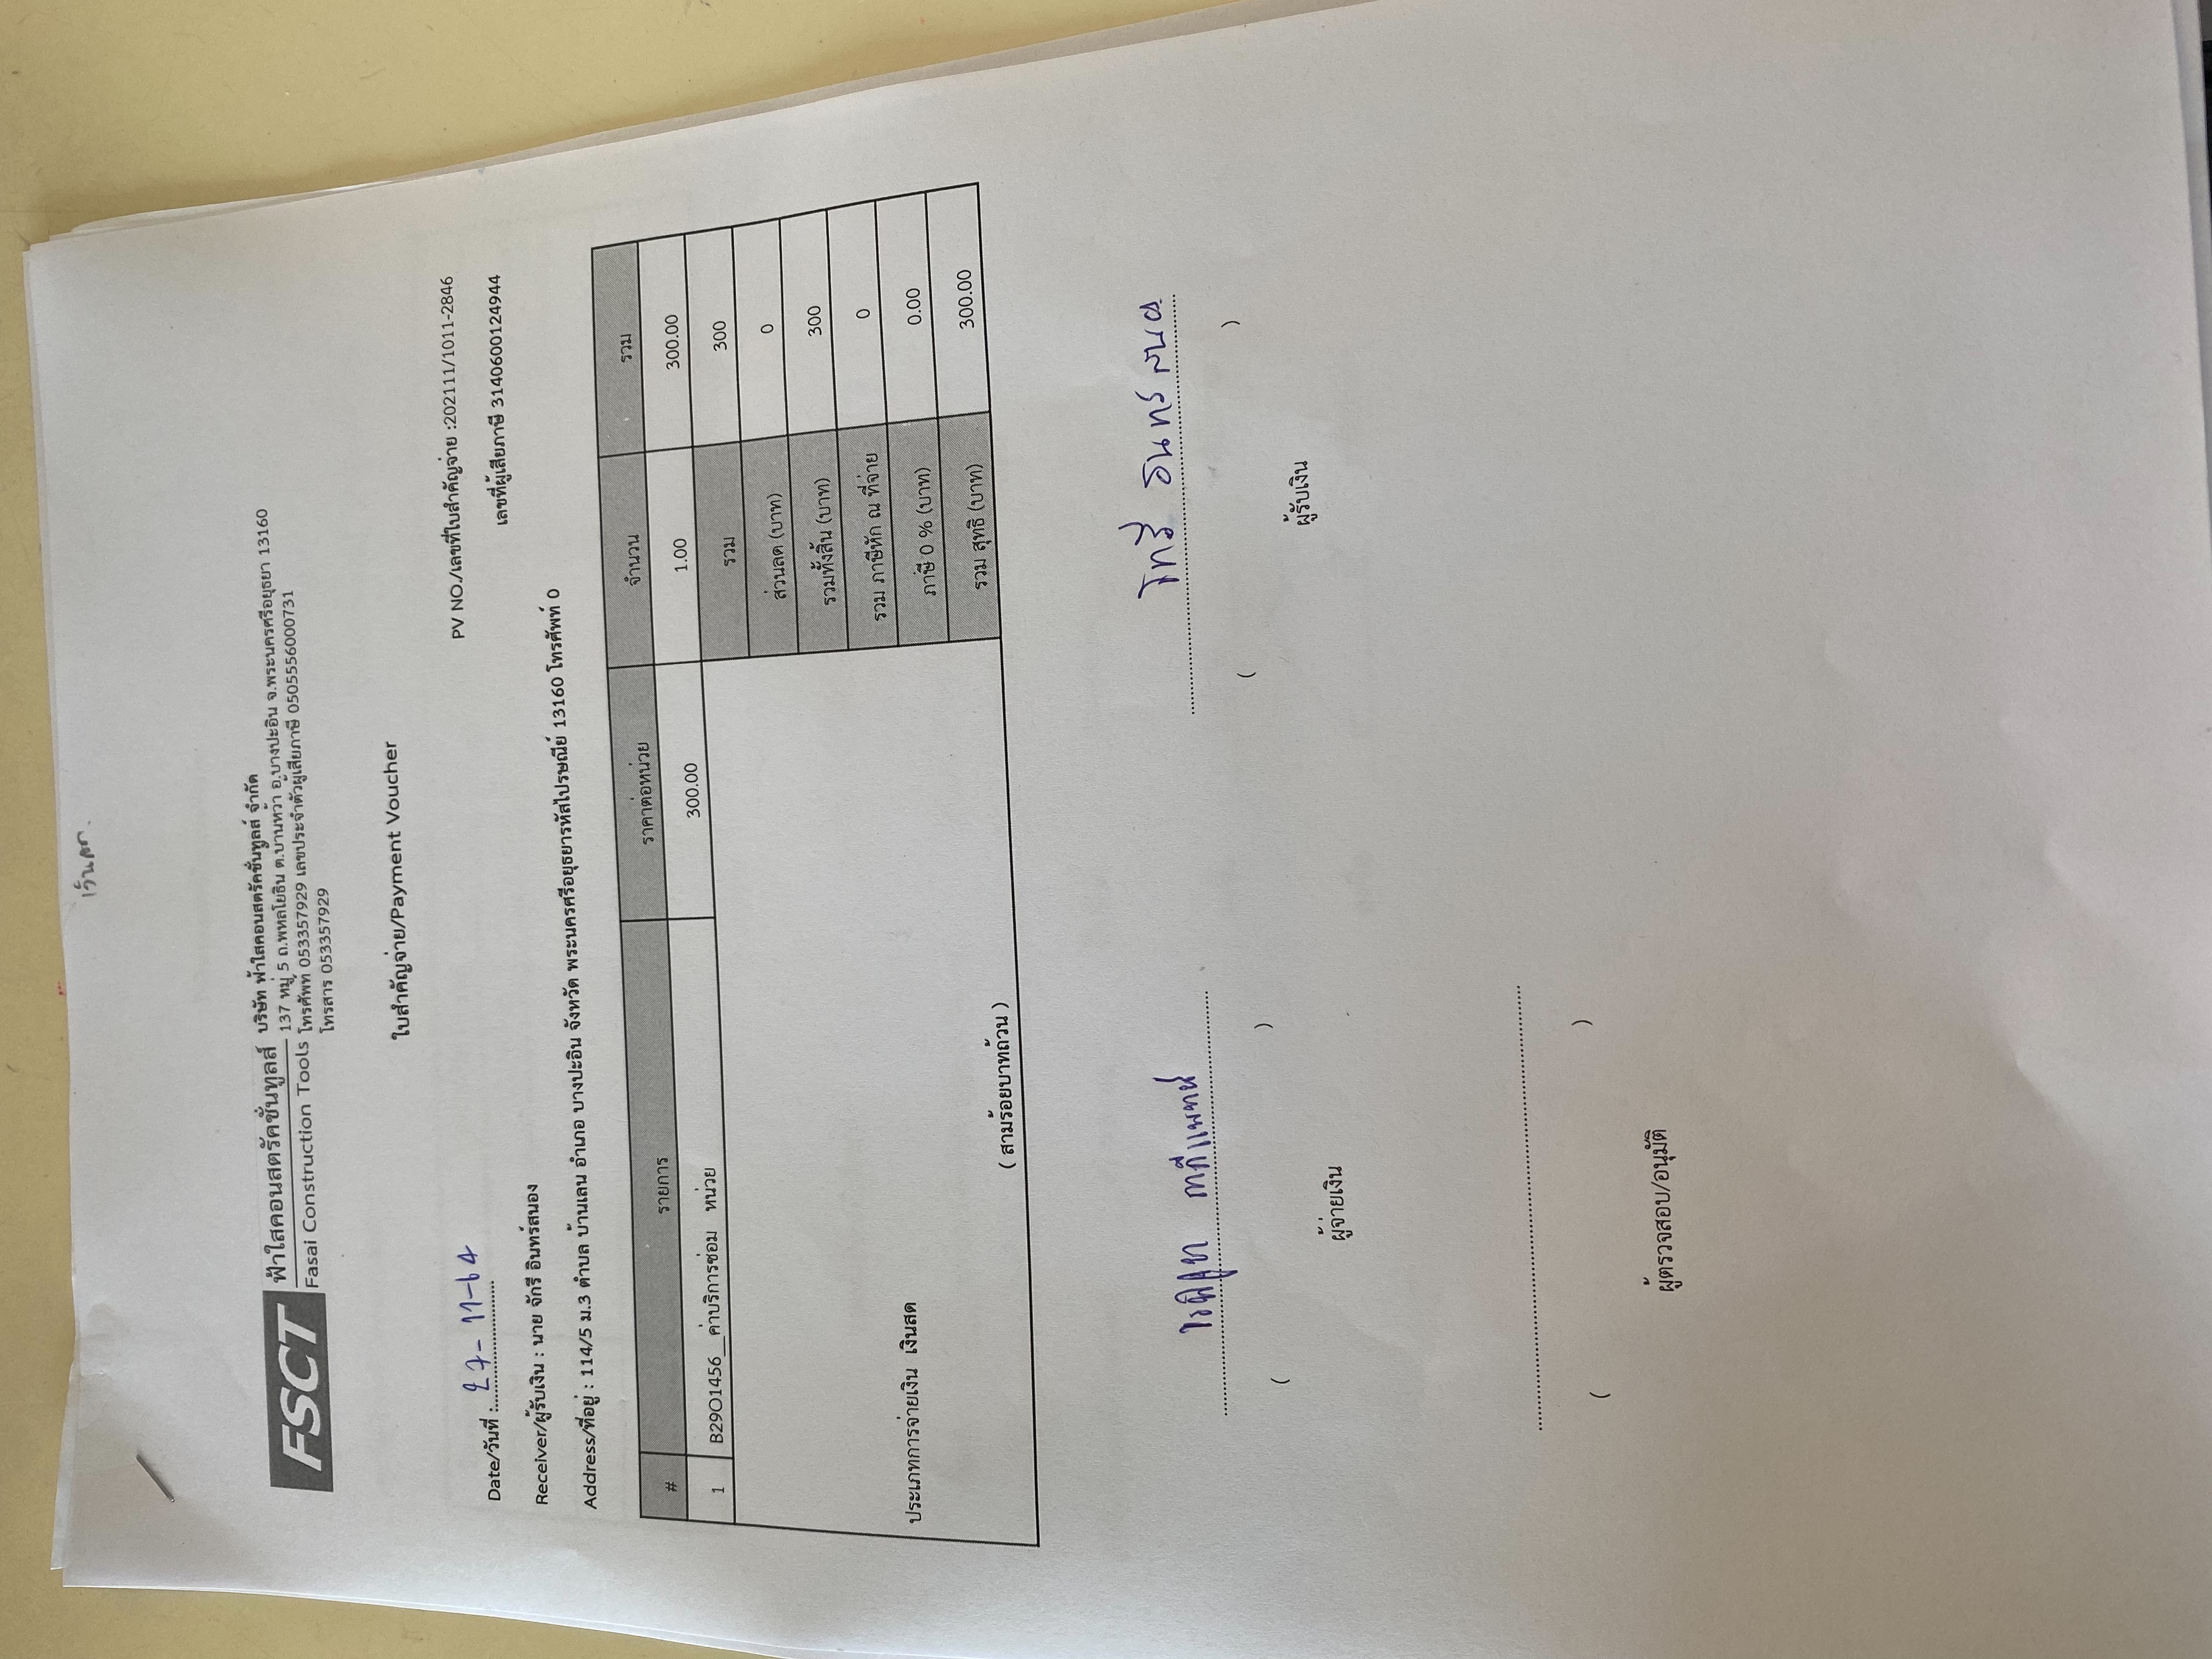 เงินสด.
FSCT
ฟ้าใสคอนสตรัคชั่นทูลส์
Fasai Construction Tools
บริษัท ฟ้าใสคอนสตรัคชั่นทูลส์ จำกัด
137 หมู่ 5 ถ.พหลโยธิน ต.บ้านหว้า อ.บางปะอิน จ.พระนครศรีอยุธยา 13160
โทรศัพท์ 053357929 เลขประจำตัวผู้เสียภาษี 0505556000731
โทรสาร 053357929
ใบสำคัญจ่าย/Payment Voucher
PV NO./เลขที่ใบสำคัญจ่าย :202111/1011-2846
Date/วันที่ : 27-11-64
เลขที่ผู้เสียภาษี 3140600124944
Receiver/ผู้รับเงิน : นาย จักรี อินทร์สนอง
Address/ที่อยู่ : 114/5 ม.3 ตำบล บ้านเลน อำเภอ บางปะอิน จังหวัด พระนครศรีอยุธยารหัสไปรษณีย์ 13160 โทรศัพท์ 0
# รายการ ราคาต่อหน่วย จำนวน รวม
1 B29O1456__ค่าบริการซ่อม หน่วย 300.00 1.00 300.00
รวม 300
ส่วนลด (บาท) 0
รวมทั้งสิ้น (บาท) 300
รวม ภาษีหัก ณ ที่จ่าย 0
ประเภทการจ่ายเงิน เงินสด
ภาษี 0 % (บาท) 0.00
รวม สุทธิ (บาท) 300.00
( สามร้อยบาทถ้วน )
อินทร์สนอง
( )
( )
ผู้จ่ายเงิน
ผู้รับเงิน
( )
ผู้ตรวจสอบ/อนุมัติ